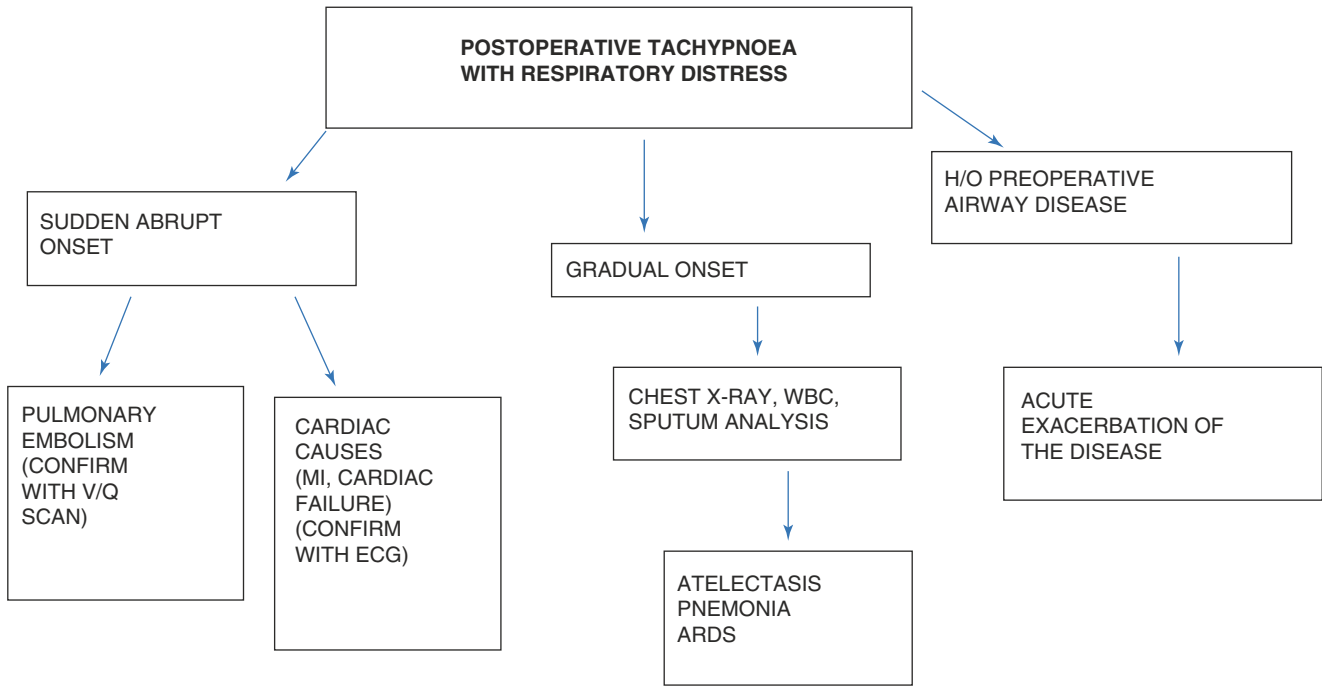 POSTOPERATIVE TACHYPNOEA
WITH RESPIRATORY DISTRESS
SUDDEN ABRUPT
ONSET
GRADUAL ONSET
H/O PREOPERATIVE
AIRWAY DISEASE
PULMONARY
EMBOLISM
(CONFIRM
WITH V/Q
SCAN)
CARDIAC
CAUSES
(MI, CARDIAC
FAILURE)
(CONFIRM
WITH ECG)
CHEST X-RAY, WBC,
SPUTUM ANALYSIS
ACUTE
EXACERBATION OF
THE DISEASE
ATELECTASIS
PNEMONIA
ARDS